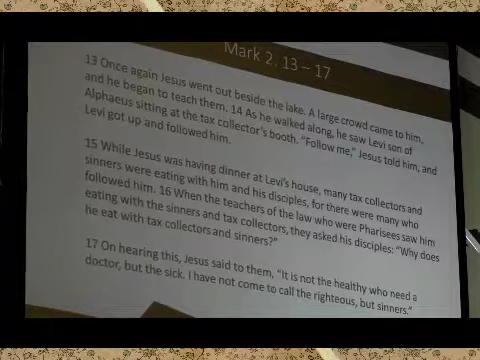 Mark 2. 13 – 17
13 Once again Jesus went out beside the lake. A large crowd came to him,
and he began to teach them. 14 As he walked along, he saw Levi son of
Alphaeus sitting at the tax collector's booth. "Follow me," Jesus told him, and
Levi got up and followed him.
15 While Jesus was having dinner at Levi's house, many tax collectors and
sinners were eating with him and his disciples, for there were many who
followed him. 16 When the teachers of the law who were Pharisees saw him
eating with the sinners and tax collectors, they asked his disciples: "Why does
he eat with tax collectors and sinners?"
17 On hearing this, Jesus said to them, "It is not the healthy who need a
doctor, but the sick. I have not come to call the righteous, but sinners."